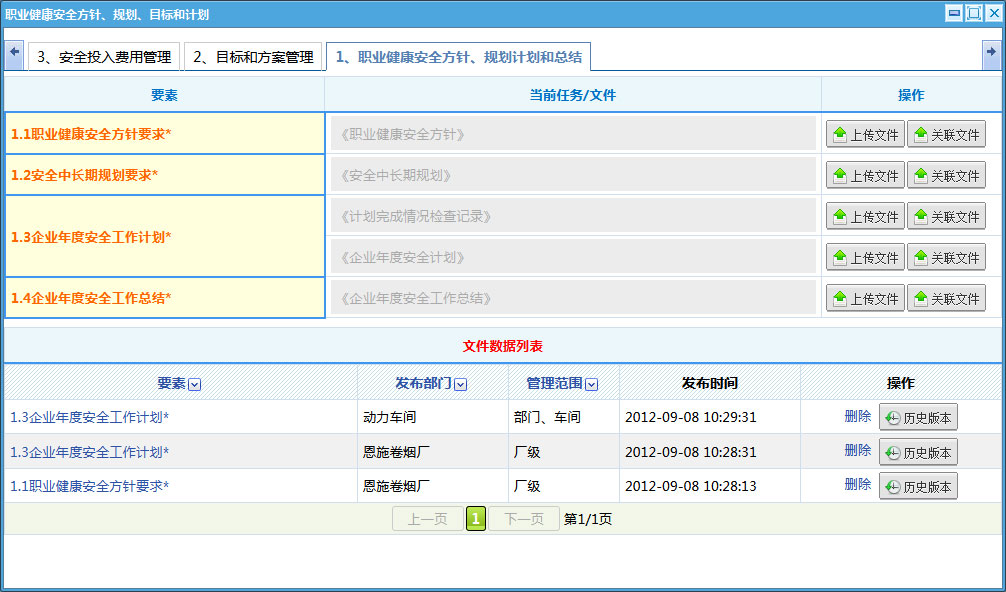 职业健康安全方针、规划、目标和计划
3、安全投入费用管理 2、目标和方案管理 1、职业健康安全方针、规划计划和总结
要素 当前任务/文件 操作
1.1职业健康安全方针要求* 《职业健康安全方针》 上传文件 关联文件
1.2安全中长期规划要求* 《安全中长期规划》 上传文件 关联文件
1.3企业年度安全工作计划* 《计划完成情况检查记录》 上传文件 关联文件
《企业年度安全计划》 上传文件 关联文件
1.4企业年度安全工作总结* 《企业年度安全工作总结》 上传文件 关联文件
文件数据列表
要素 发布部门 管理范围 发布时间 操作
1.3企业年度安全工作计划* 动力车间 部门、车间 2012-09-08 10:29:31 删除 历史版本
1.3企业年度安全工作计划* 恩施卷烟厂 厂级 2012-09-08 10:28:31 删除 历史版本
1.1职业健康安全方针要求* 恩施卷烟厂 厂级 2012-09-08 10:28:13 删除 历史版本
上一页 1 下一页 第1/1页